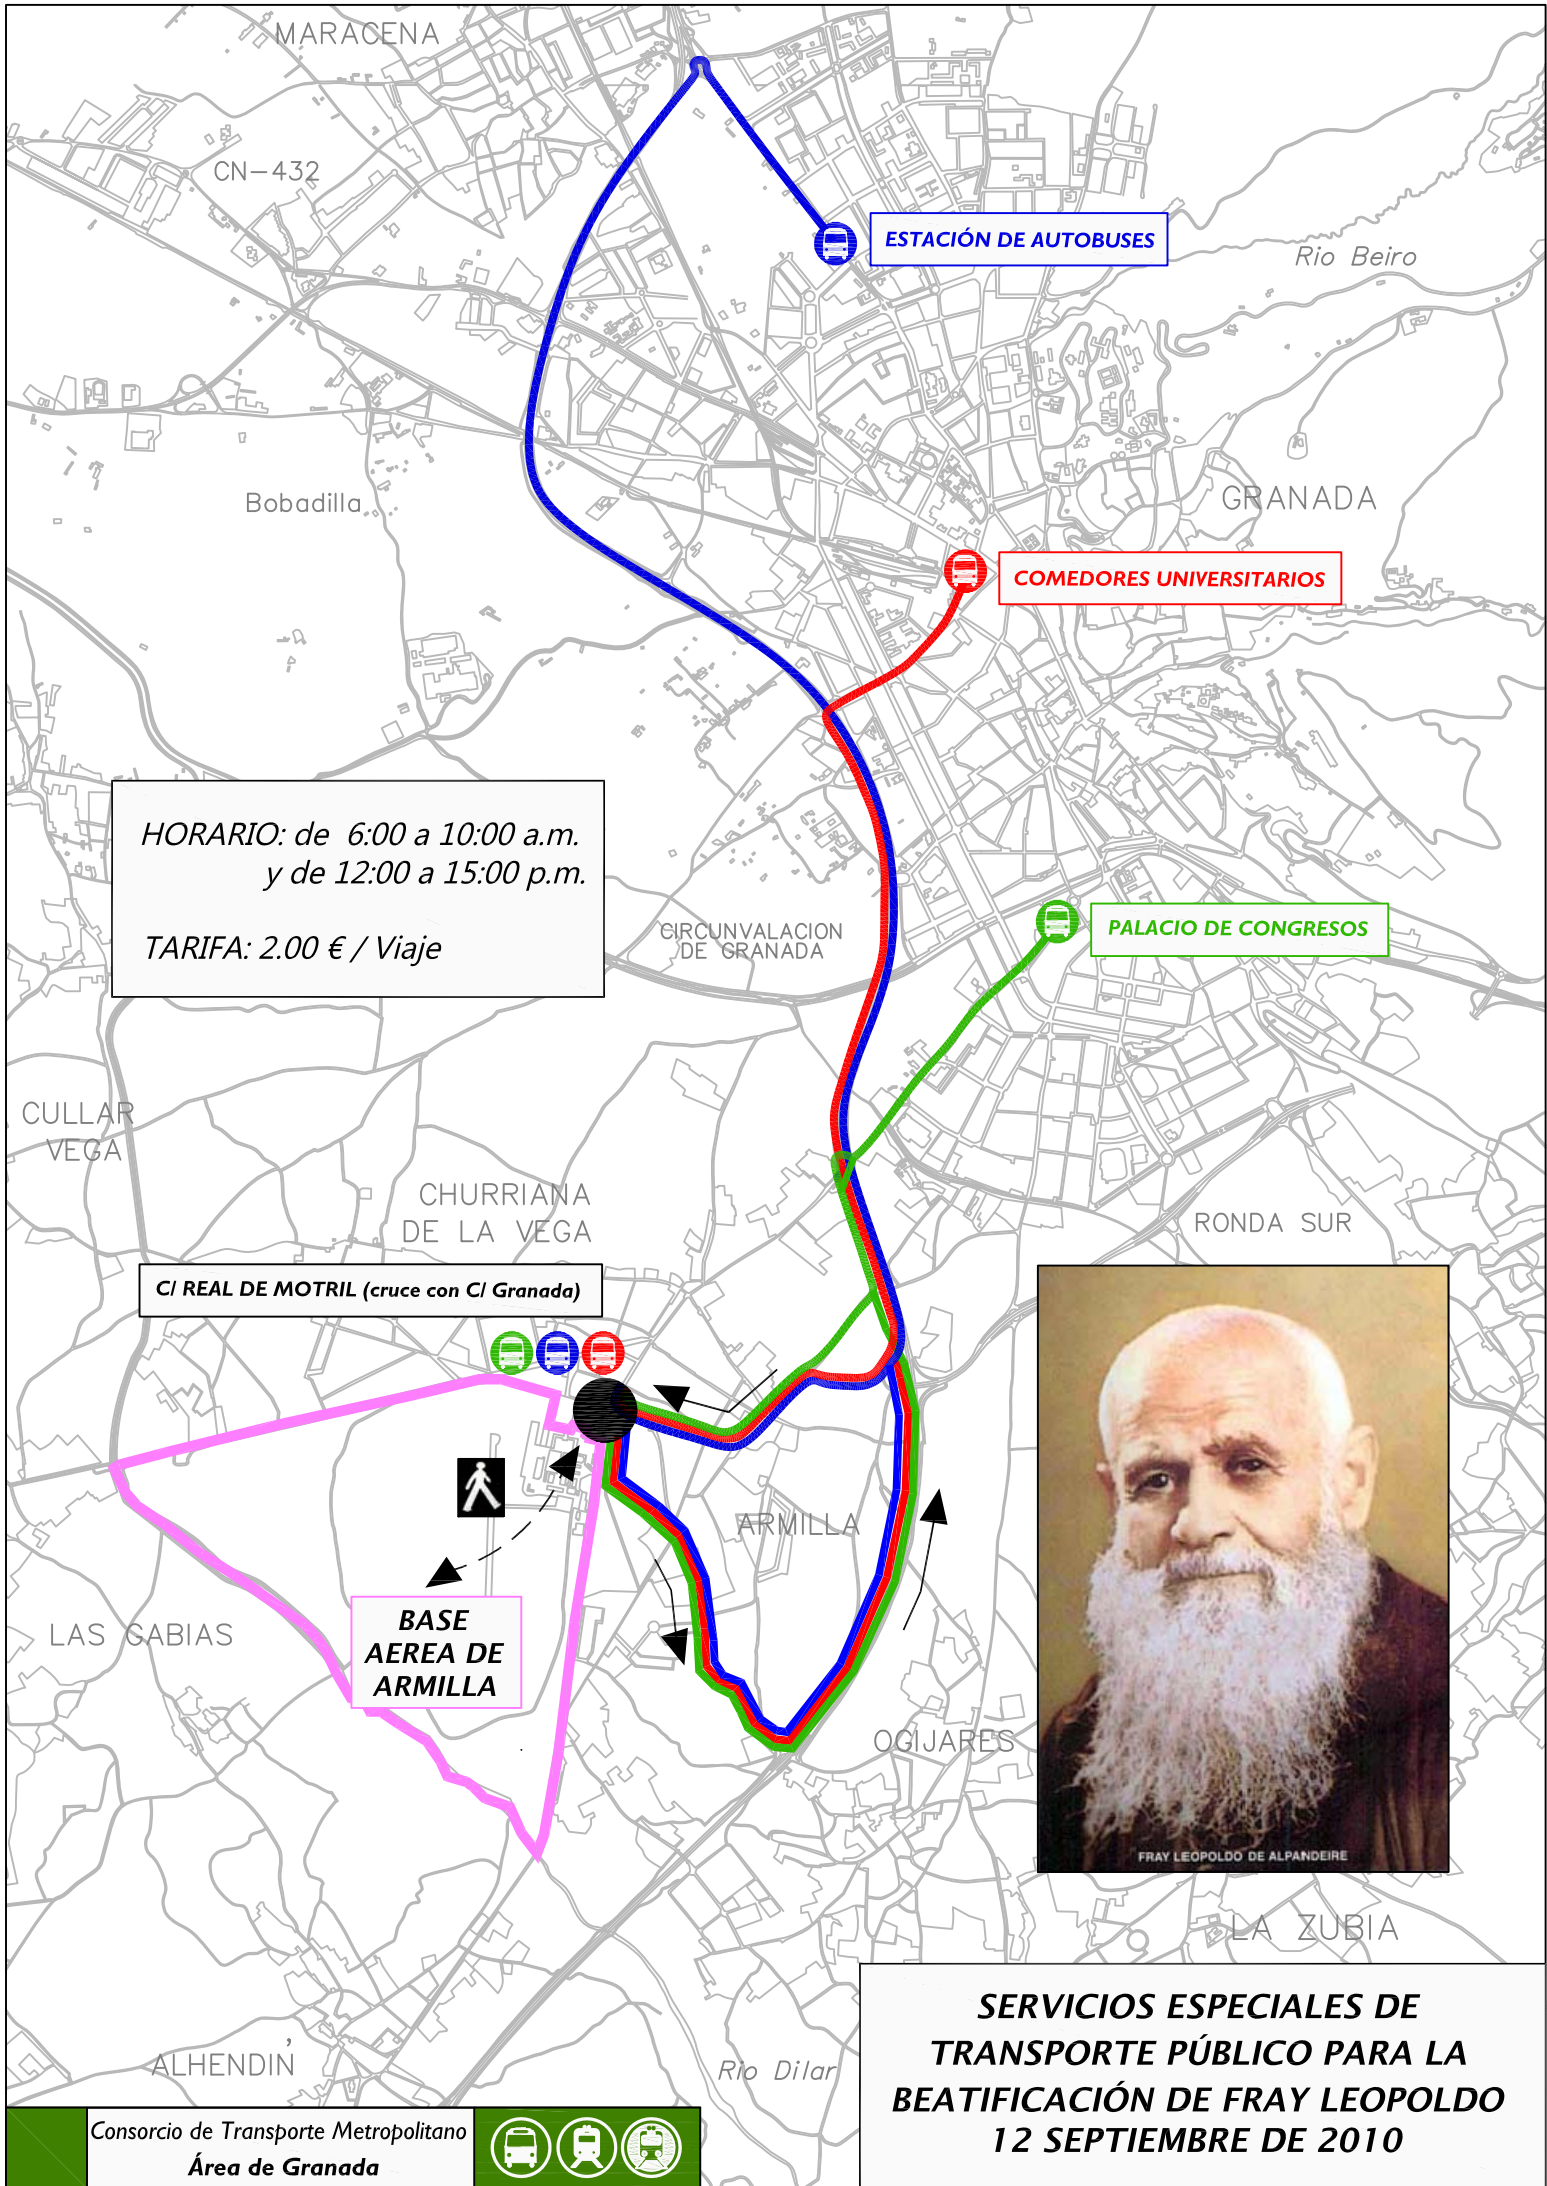 MARACENA
CN-432
ESTACIÓN DE AUTOBUSES
Rio Beiro
Bobadilla
GRANADA
COMEDORES UNIVERSITARIOS
HORARIO: de 6:00 a 10:00 a.m.
y de 12:00 a 15:00 p.m.
TARIFA: 2.00 € / Viaje
CIRCUNVALACION
DE GRANADA
PALACIO DE CONGRESOS
CULLAR
VEGA
CHURRIANA
DE LA VEGA
RONDA SUR
C/ REAL DE MOTRIL (cruce con C/ Granada)
ARMILLA
LAS GABIAS
BASE
AEREA DE
ARMILLA
OGIJARES
FRAY LEOPOLDO DE ALPANDEIRE
LA ZUBIA
ALHENDIN
Rio Dilar
SERVICIOS ESPECIALES DE
TRANSPORTE PÚBLICO PARA LA
BEATIFICACIÓN DE FRAY LEOPOLDO
12 SEPTIEMBRE DE 2010
Consorcio de Transporte Metropolitano
Área de Granada